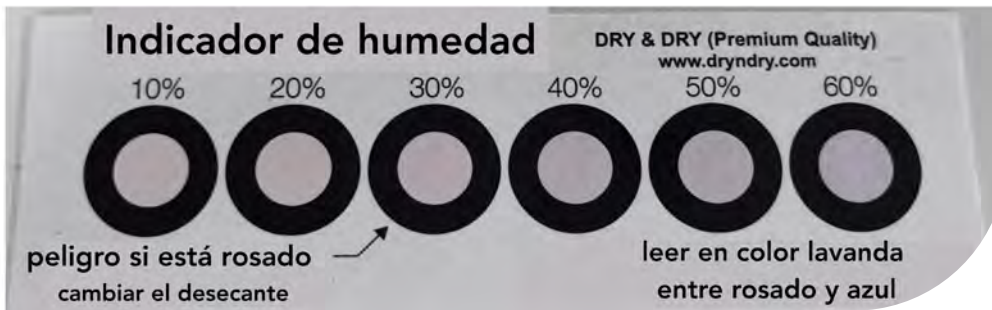 Indicador de humedad
DRY & DRY (Premium Quality)
www.dryndry.com
10% 20% 30% 40% 50% 60%
peligro si está rosado
cambiar el desecante
leer en color lavanda
entre rosado y azul